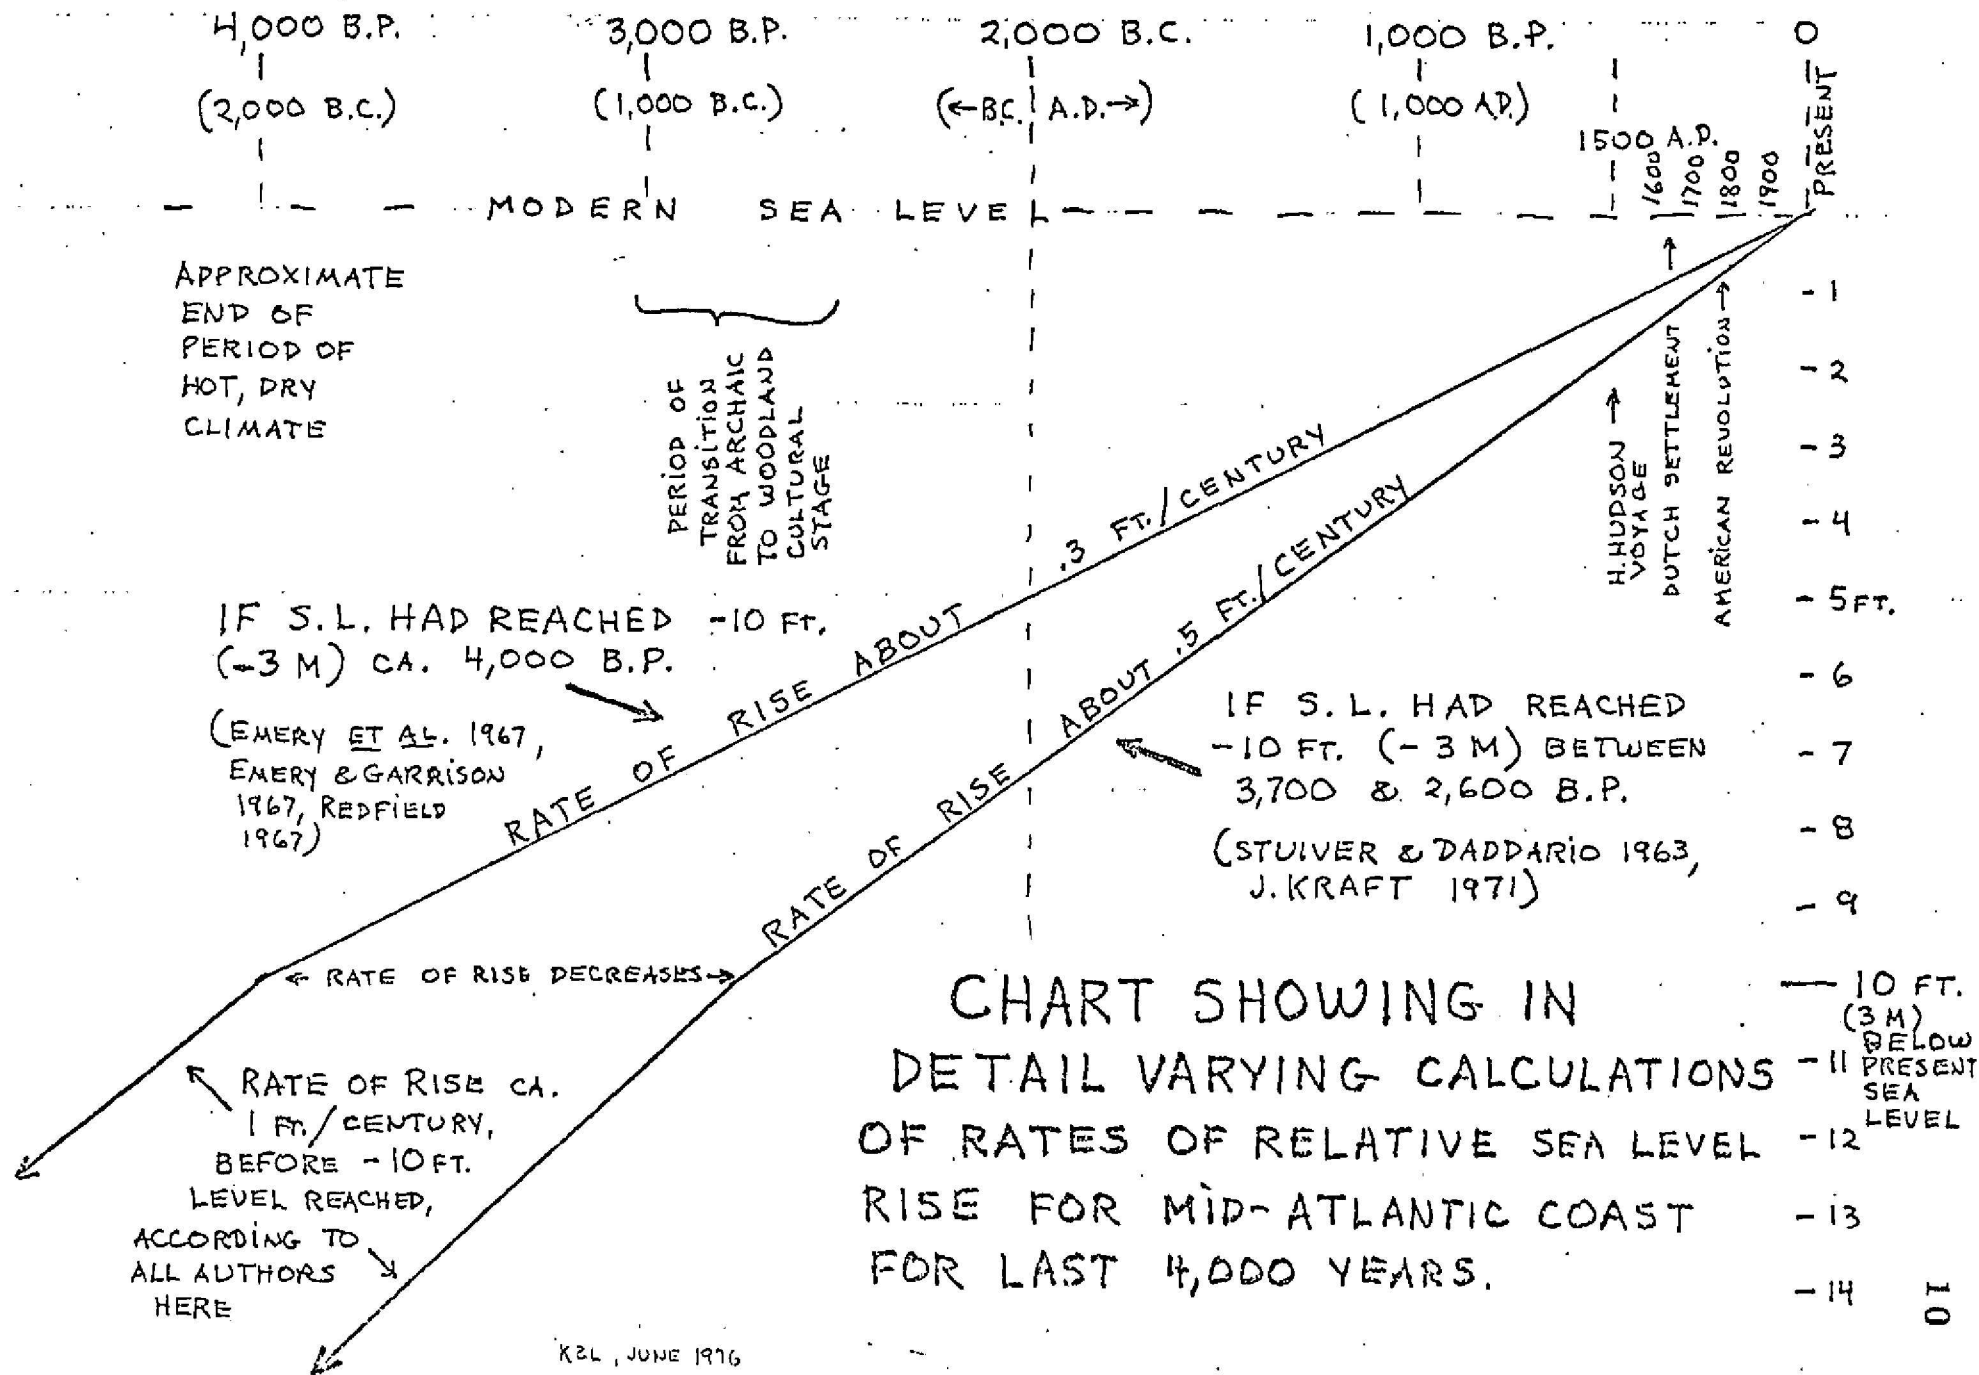 4,000 B.P.
3,000 B.P.
2,000 B.C.
1,000 B.P.
0
(2,000 B.C.)
(1,000 B.C.)
(←B.C. A.D.→)
(1,000 A.D.)
1500 A.D.
1600
1700
1800
1900
PRESENT
MODERN SEA LEVEL
APPROXIMATE
END OF
PERIOD OF
HOT, DRY
CLIMATE
PERIOD OF
TRANSITION
FROM ARCHAIC
TO WOODLAND
CULTURAL
STAGE
H.HUDSON
VOYAGE
DUTCH SETTLEMENT
AMERICAN REVOLUTION
-1
-2
-3
-4
-5 FT.
-6
-7
-8
-9
-10 FT.
(3 M)
BELOW
PRESENT
SEA
LEVEL
-11
-12
-13
-14
IF S.L. HAD REACHED -10 FT.
(-3 M) CA. 4,000 B.P.
(EMERY ET AL. 1967,
EMERY & GARRISON
1967, REDFIELD
1967)
RATE OF RISE ABOUT .3 FT./CENTURY
RATE OF RISE ABOUT .5 FT./CENTURY
IF S.L. HAD REACHED
-10 FT. (-3 M) BETWEEN
3,700 & 2,600 B.P.
(STUIVER & DADDARIO 1963,
J. KRAFT 1971)
← RATE OF RISE DECREASES →
RATE OF RISE CA.
1 FT./CENTURY,
BEFORE -10 FT.
LEVEL REACHED,
ACCORDING TO
ALL AUTHORS
HERE
CHART SHOWING IN
DETAIL VARYING CALCULATIONS
OF RATES OF RELATIVE SEA LEVEL
RISE FOR MID-ATLANTIC COAST
FOR LAST 4,000 YEARS.
JUNE 1976
10